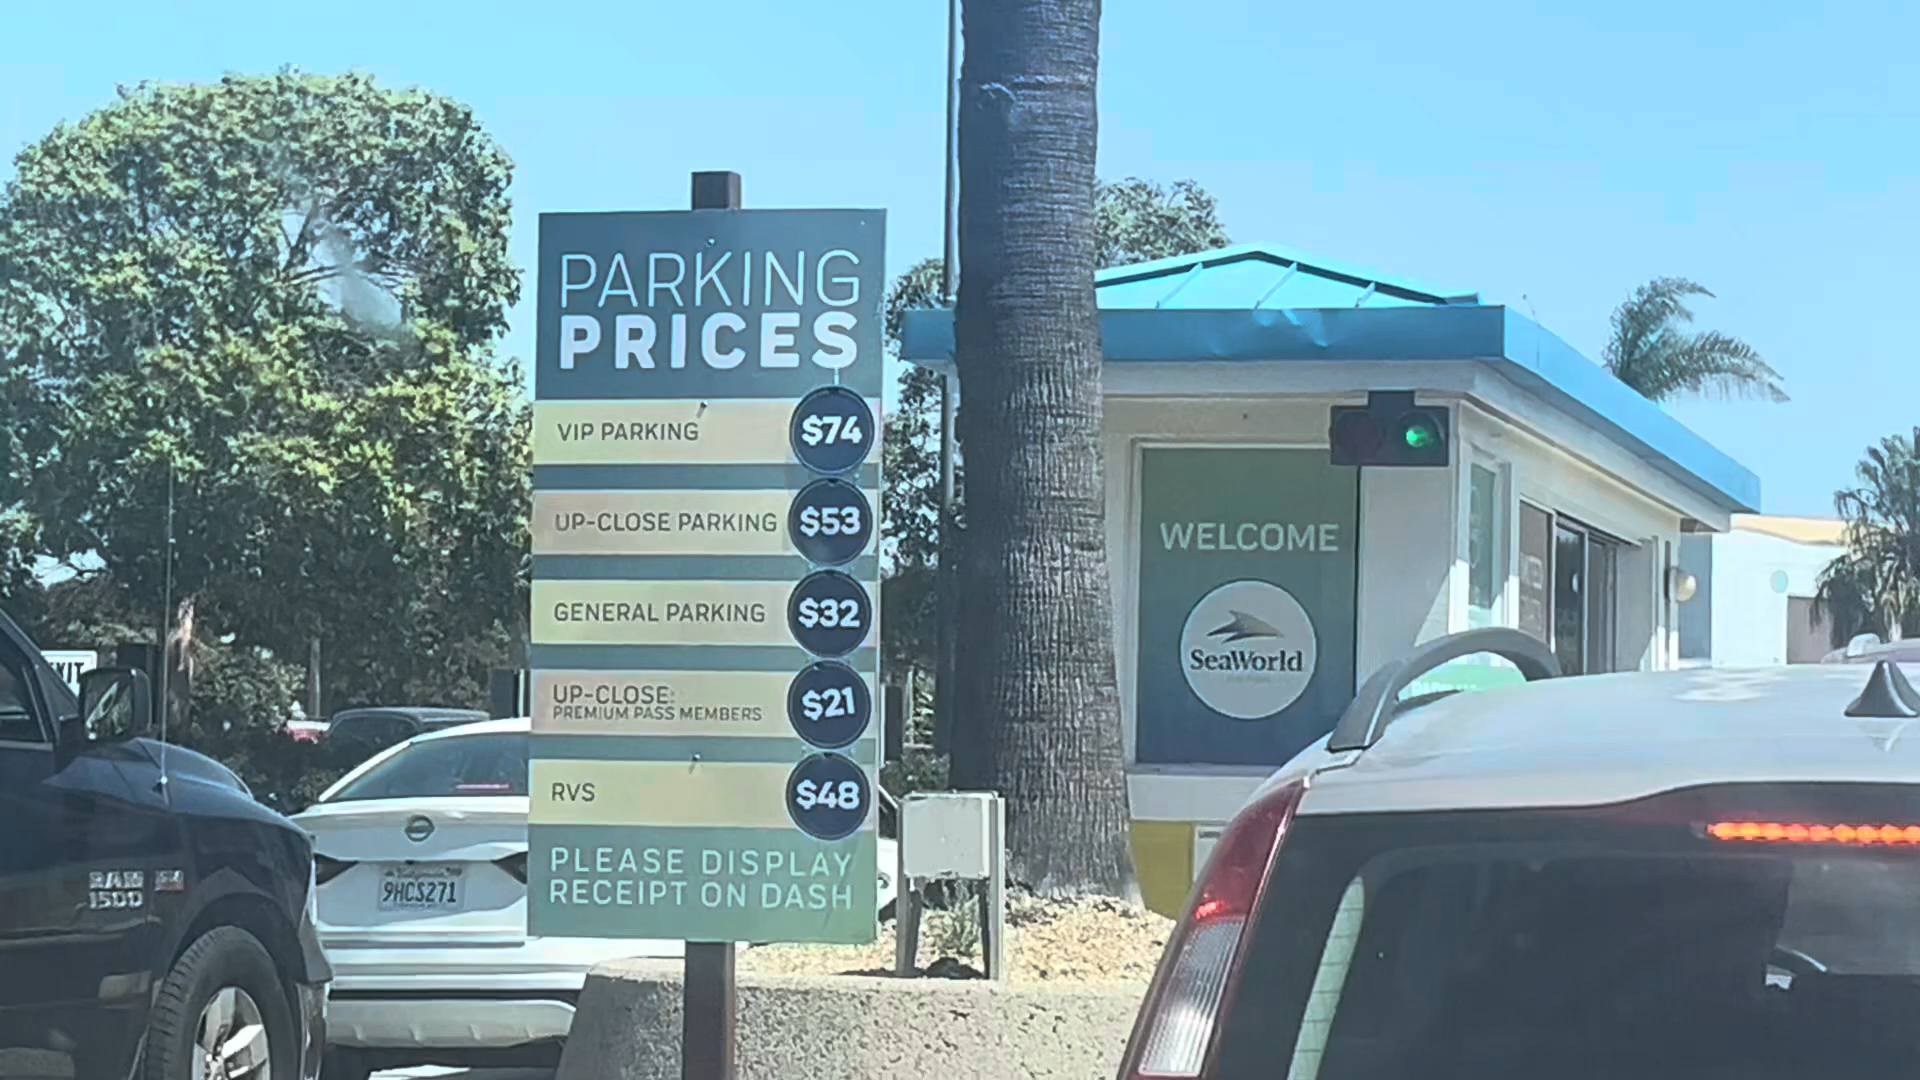 PARKING
PRICES
VIP PARKING $74
UP-CLOSE PARKING $53
GENERAL PARKING $32
UP-CLOSE:
PREMIUM PASS MEMBERS $21
RVS $48
PLEASE DISPLAY
RECEIPT ON DASH
WELCOME
SeaWorld
RAM
1500
9HCS271